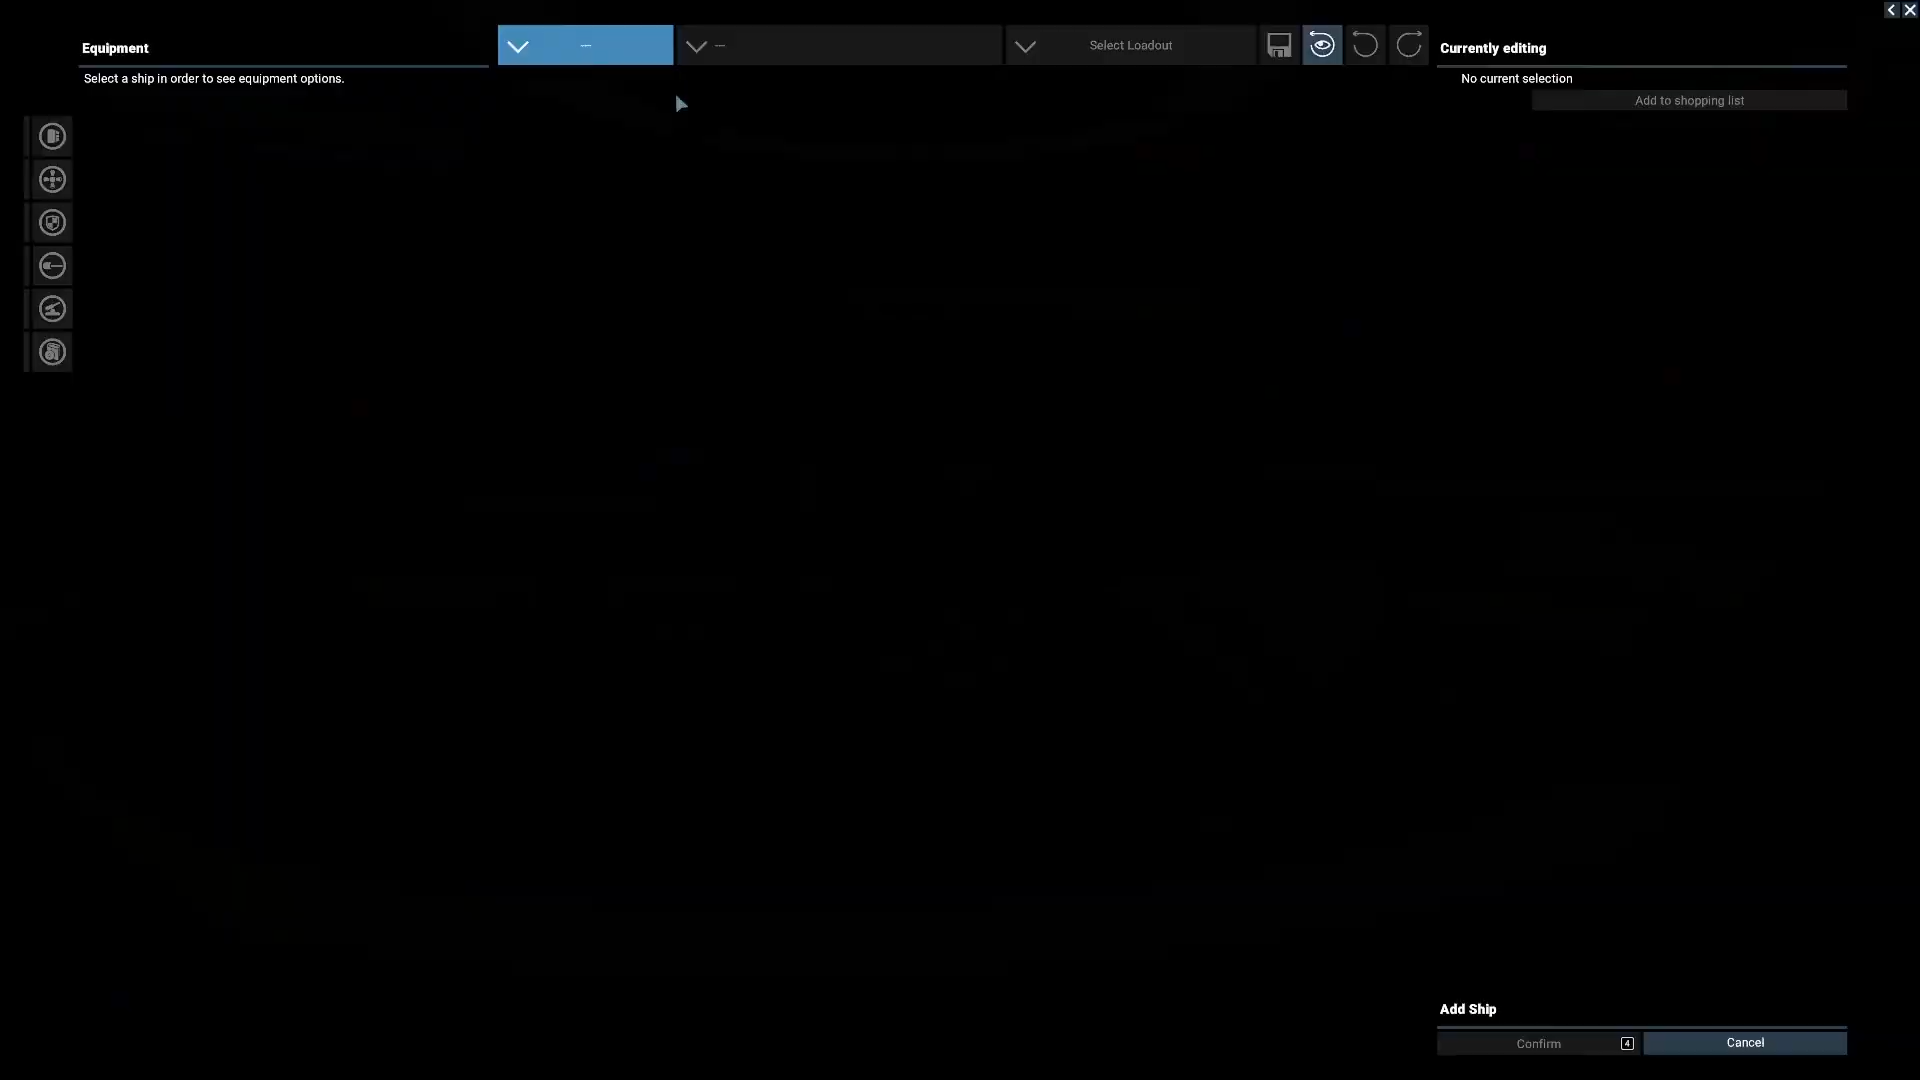 Equipment
Select a ship in order to see equipment options.
---
---
Select Loadout
Currently editing
No current selection
Add to shopping list
Add Ship
Confirm 4
Cancel